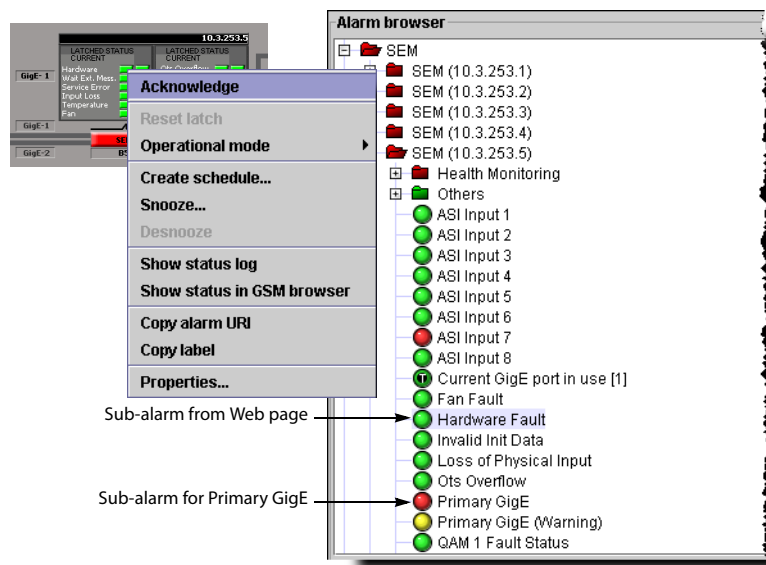 10.3.253.5
LATCHED STATUS
CURRENT
LATCHED STATUS
CURRENT
GigE- 1
Hardware
Wait Ext. Mess.
Service Error
Input Loss
Temperature
Fan
Ots Overflow
GigE-1
GigE-2
Acknowledge
Reset latch
Operational mode
Create schedule...
Snooze...
Desnooze
Show status log
Show status in GSM browser
Copy alarm URI
Copy label
Properties...
Sub-alarm from Web page
Sub-alarm for Primary GigE
Alarm browser
SEM
SEM (10.3.253.1)
SEM (10.3.253.2)
SEM (10.3.253.3)
SEM (10.3.253.4)
SEM (10.3.253.5)
Health Monitoring
Others
ASI Input 1
ASI Input 2
ASI Input 3
ASI Input 4
ASI Input 5
ASI Input 6
ASI Input 7
ASI Input 8
Current GigE port in use [1]
Fan Fault
Hardware Fault
Invalid Init Data
Loss of Physical Input
Ots Overflow
Primary GigE
Primary GigE (Warning)
QAM 1 Fault Status